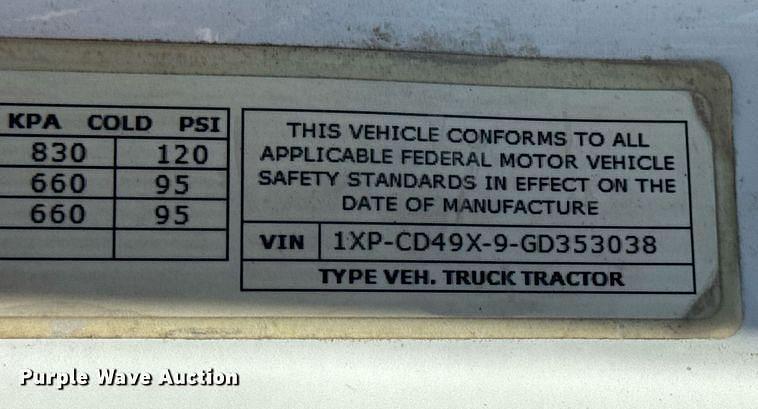 KPA COLD PSI
830 120
660 95
660 95
THIS VEHICLE CONFORMS TO ALL
APPLICABLE FEDERAL MOTOR VEHICLE
SAFETY STANDARDS IN EFFECT ON THE
DATE OF MANUFACTURE
VIN 1XP-CD49X-9-GD353038
TYPE VEH. TRUCK TRACTOR
Purple Wave Auction